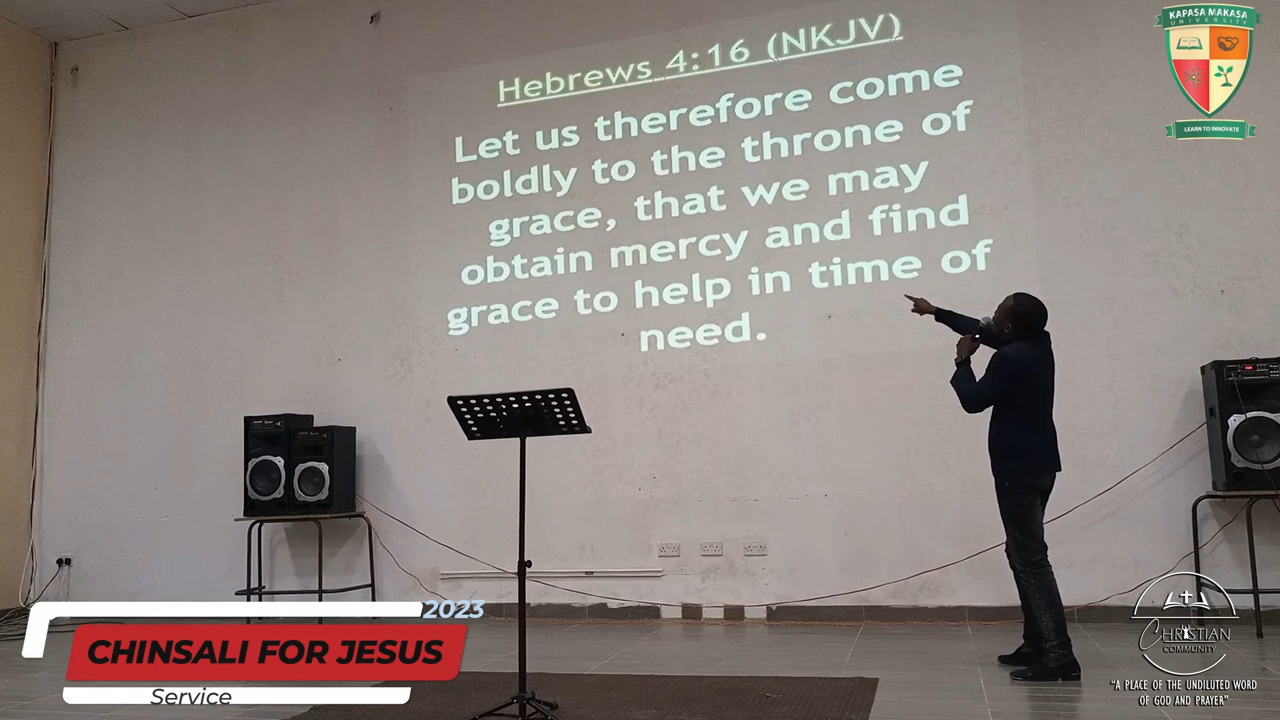 Hebrews 4:16 (NKJV)
Let us therefore come
boldly to the throne of
grace, that we may
obtain mercy and find
grace to help in time of
need.
KAPASA MAKASA
UNIVERSITY
LEARN TO INNOVATE
2023
CHINSALI FOR JESUS
Service
CHRISTIAN
COMMUNITY
"A PLACE OF THE UNDILUTED WORD
OF GOD AND PRAYER"